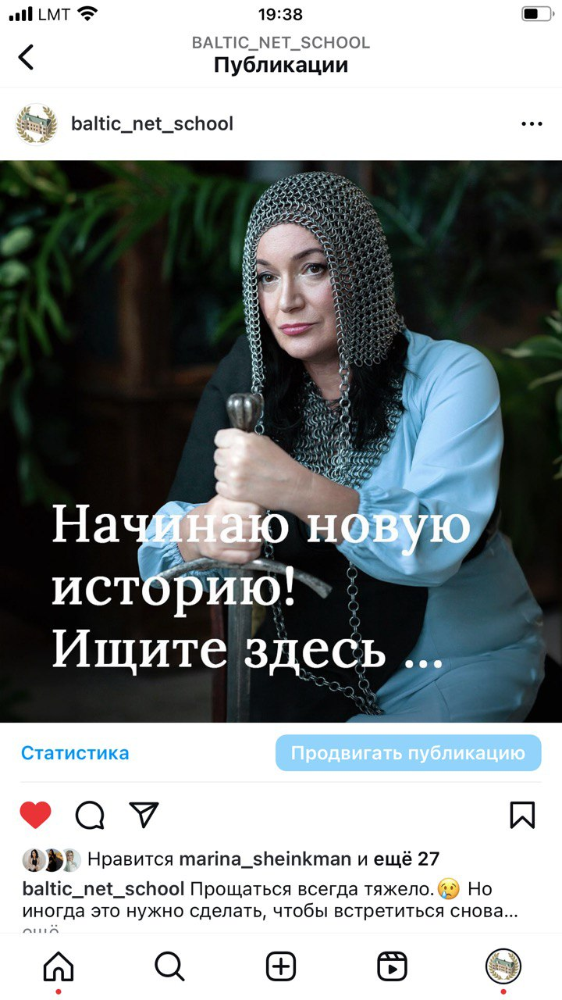 LMT 19:38
BALTIC_NET_SCHOOL
Публикации
baltic_net_school
Начинаю новую
историю!
Ищите здесь ...
Статистика
Продвигать публикацию
Нравится marina_sheinkman и ещё 27
baltic_net_school Прощаться всегда тяжело.😢 Но
иногда это нужно сделать, чтобы встретиться снова...
ещё